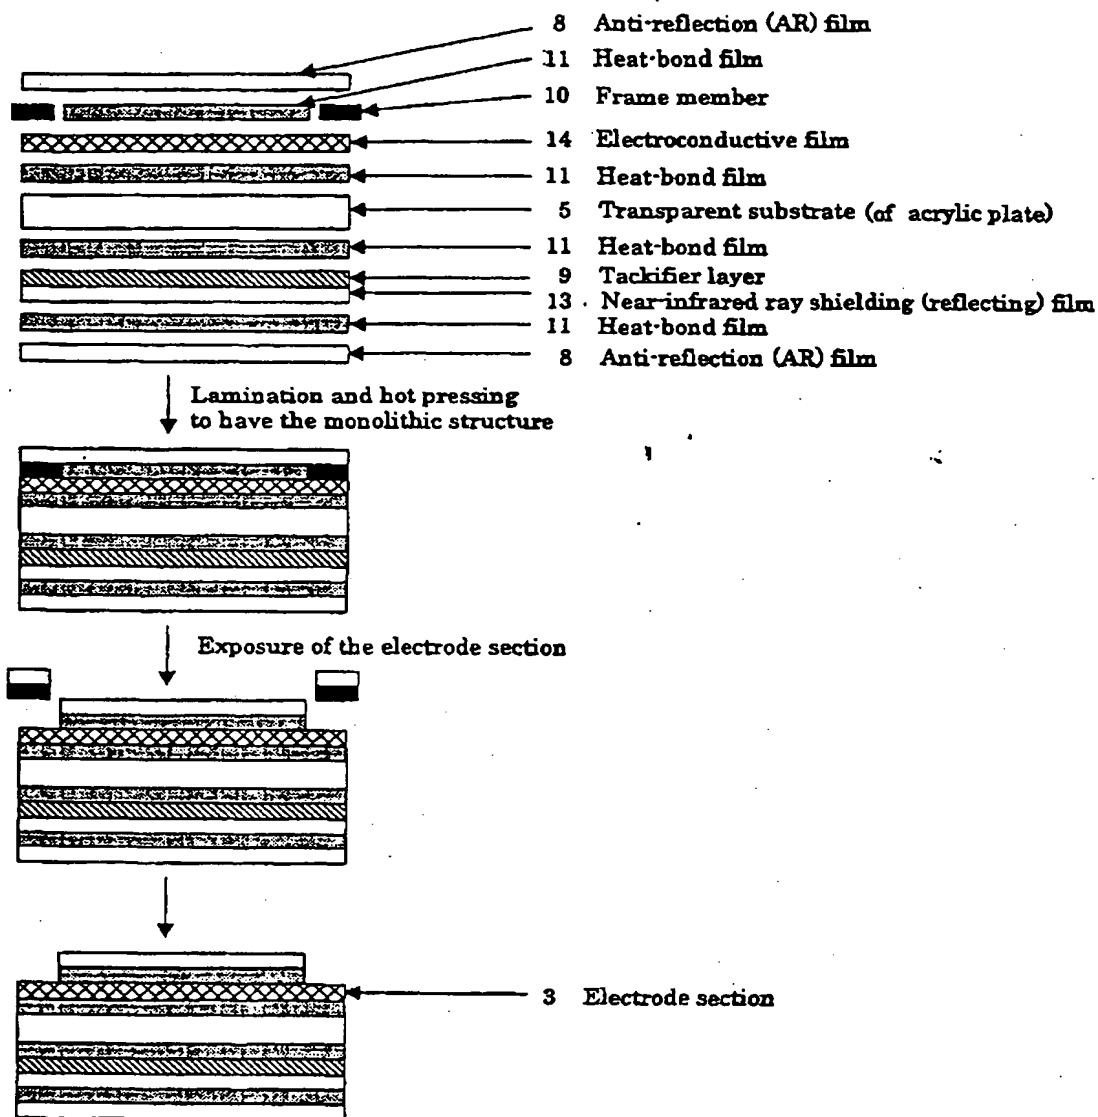 8 Anti-reflection (AR) film
11 Heat-bond film
10 Frame member
14 Electroconductive film
11 Heat-bond film
5 Transparent substrate (of acrylic plate)
11 Heat-bond film
9 Tackifier layer
13 Near-infrared ray shielding (reflecting) film
11 Heat-bond film
8 Anti-reflection (AR) film
Lamination and hot pressing
to have the monolithic structure
Exposure of the electrode section
3 Electrode section